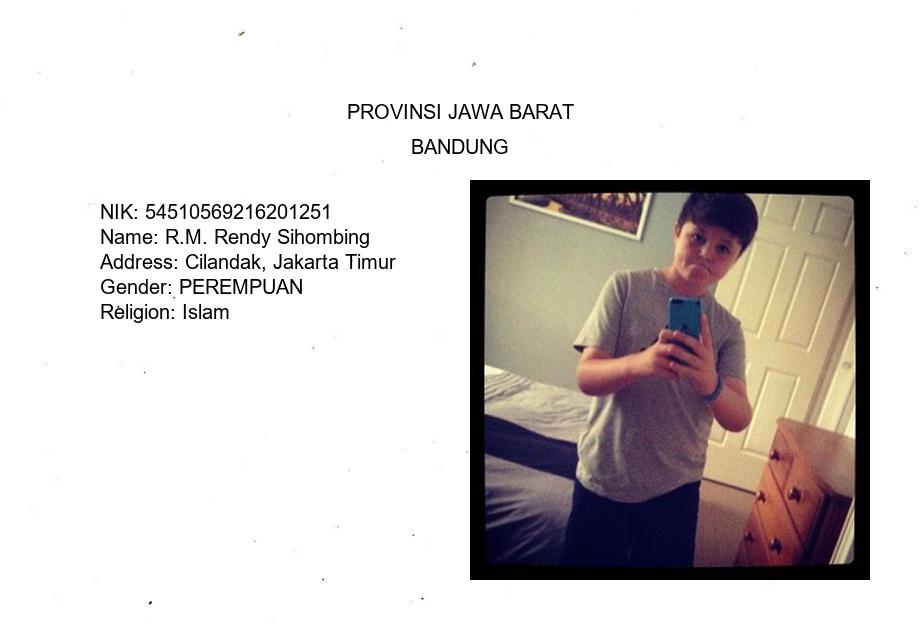 PROVINSI JAWA BARAT
BANDUNG
NIK: 54510569216201251
Name: R.M. Rendy Sihombing
Address: Cilandak, Jakarta Timur
Gender: PEREMPUAN
Religion: Islam